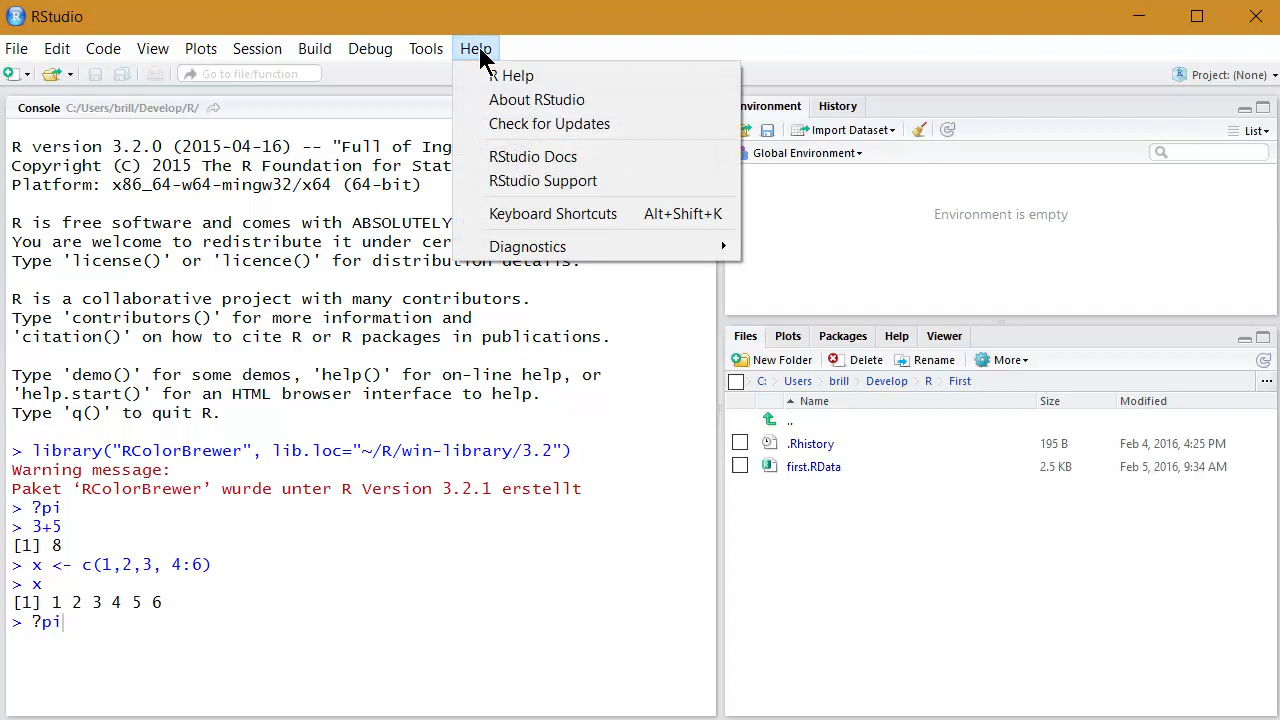 RStudio
File Edit Code View Plots Session Build Debug Tools Help
Go to file/function
Project: (None)
R Help
About RStudio
Check for Updates
RStudio Docs
RStudio Support
Keyboard Shortcuts Alt+Shift+K
Diagnostics
Console C:/Users/brill/Develop/R/
R version 3.2.0 (2015-04-16) -- "Full of Ing
Copyright (C) 2015 The R Foundation for Stat
Platform: x86_64-w64-mingw32/x64 (64-bit)
R is free software and comes with ABSOLUTELY
You are welcome to redistribute it under cer
Type 'license()' or 'licence()' for distribution details.
R is a collaborative project with many contributors.
Type 'contributors()' for more information and
'citation()' on how to cite R or R packages in publications.
Type 'demo()' for some demos, 'help()' for on-line help, or
'help.start()' for an HTML browser interface to help.
Type 'q()' to quit R.
> library("RColorBrewer", lib.loc="~/R/win-library/3.2")
Warning message:
Paket ‘RColorBrewer’ wurde unter R Version 3.2.1 erstellt
> ?pi
> 3+5
[1] 8
> x <- c(1,2,3, 4:6)
> x
[1] 1 2 3 4 5 6
> ?pi
nvironment History
Import Dataset List
Global Environment
Environment is empty
Files Plots Packages Help Viewer
New Folder Delete Rename More
C: Users brill Develop R First ...
Name Size Modified
..
.Rhistory 195 B Feb 4, 2016, 4:25 PM
first.RData 2.5 KB Feb 5, 2016, 9:34 AM